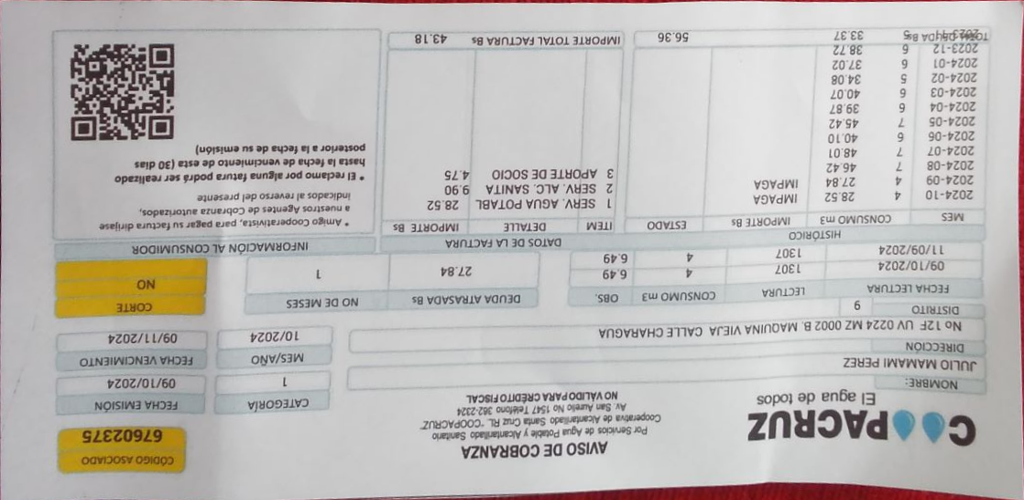 COOPACRUZ
El agua de todos
AVISO DE COBRANZA
Por Servicios de Agua Potable y Alcantarilado Sanitario
Cooperativa de Alcantarilado Santa Cruz RL. "COOPACRUZ"
Av. San Aurelio No 1547 Teléfono 362-2324
NO VALIDO PARA CRÉDITO FISCAL
CÓDIGO ASOCIADO
67602375
NOMBRE:
JULIO MAMAMI PEREZ
CATEGORÍA
1
FECHA EMISIÓN
09/10/2024
DIRECCIÓN
No 12F UV 0224 MZ 0002 B. MAQUINA VIEJA CALLE CHARAGUA
MES/AÑO
10/2024
FECHA VENCIMIENTO
09/11/2024
DISTRITO 9
FECHA LECTURA LECTURA CONSUMO m3 OBS.
09/10/2024 1307 4 6.49
11/09/2024 1307 4 6.49
DEUDA ATRASADA Bs
27.84
NO DE MESES
1
CORTE
NO
HISTÓRICO
MES CONSUMO m3 IMPORTE Bs ESTADO
2024-10 4 28.52 IMPAGA
2024-09 4 27.84 IMPAGA
2024-08 7 46.42
2024-07 7 48.01
2024-06 6 40.10
2024-05 7 45.42
2024-04 6 39.87
2024-03 6 40.07
2024-02 5 34.08
2024-01 6 37.02
2023-12 6 38.72
5 33.37
TOTAL DEUDA Bs 56.36
DATOS DE LA FACTURA
ITEM DETALLE IMPORTE Bs
1 SERV. AGUA POTABL 28.52
2 SERV. ALC. SANITA 9.90
3 APORTE DE SOCIO 4.75
IMPORTE TOTAL FACTURA Bs 43.18
INFORMACIÓN AL CONSUMIDOR
* Amigo Cooperativista, para pagar su factura dirijase
a nuestros Agentes de Cobranza autorizados,
indicados al reverso del presente
* El reclamo por alguna fatura podrá ser realizado
hasta la fecha de vencimiento de esta (30 dias)
posterior a la fecha de su emisión)